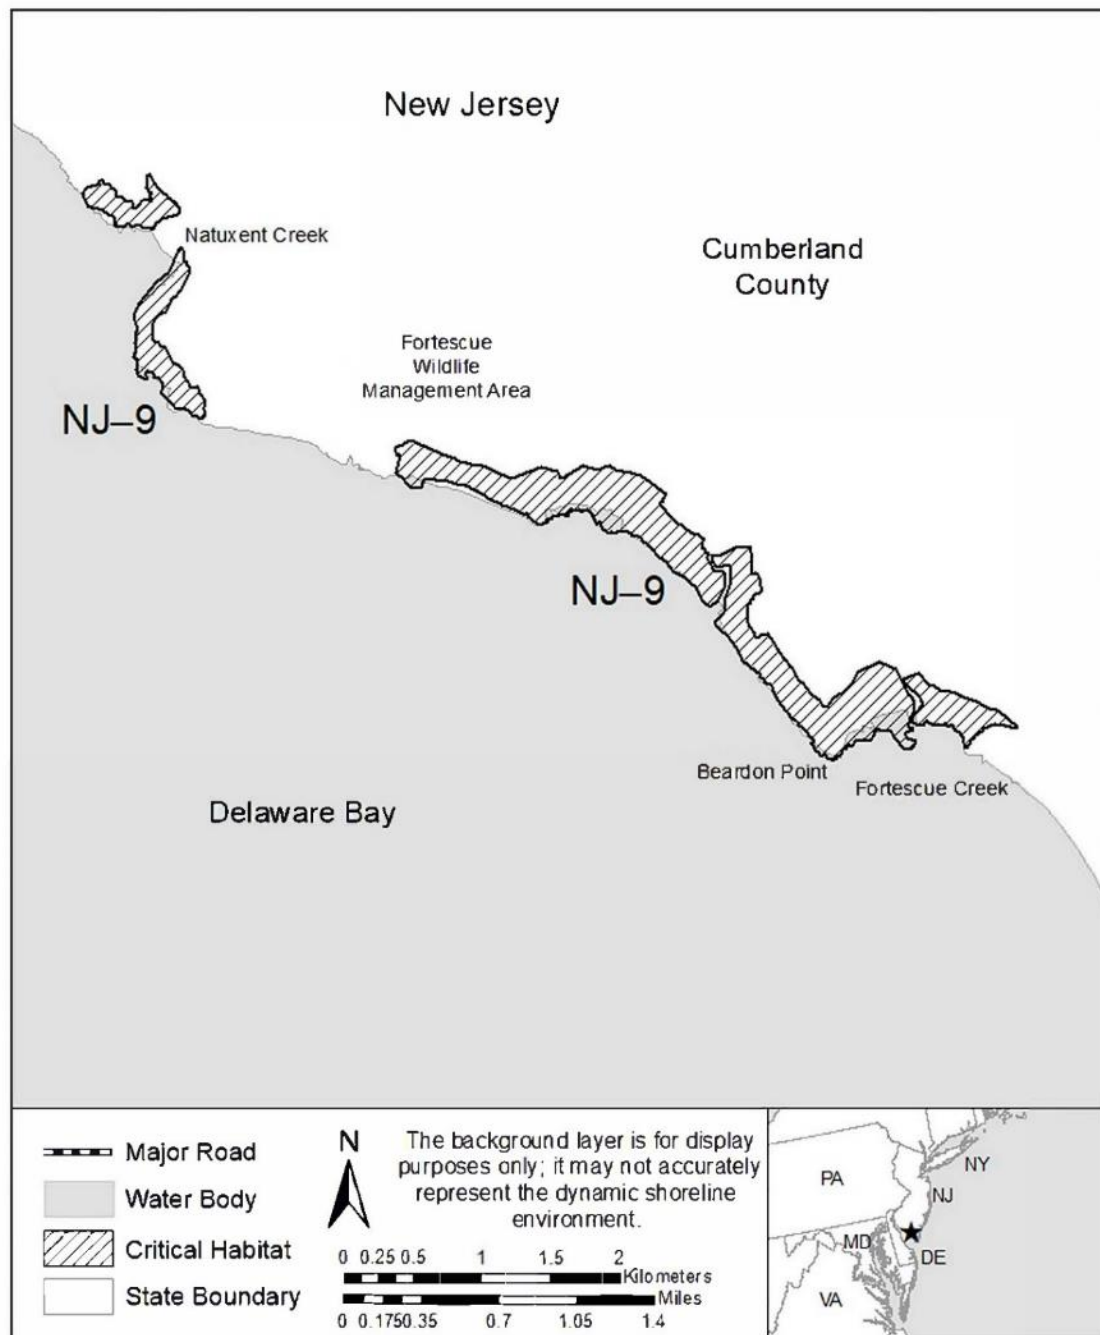 New Jersey
Natuxent Creek
Cumberland
County
Fortescue
Wildlife
Management Area
NJ–9
NJ–9
Beardon Point
Fortescue Creek
Delaware Bay
Major Road
Water Body
Critical Habitat
State Boundary
N
The background layer is for display
purposes only; it may not accurately
represent the dynamic shoreline
environment.
0 0.25 0.5 1 1.5 2
Kilometers
Miles
0 0.1750.35 0.7 1.05 1.4
PA
NY
NJ
MD
DE
VA